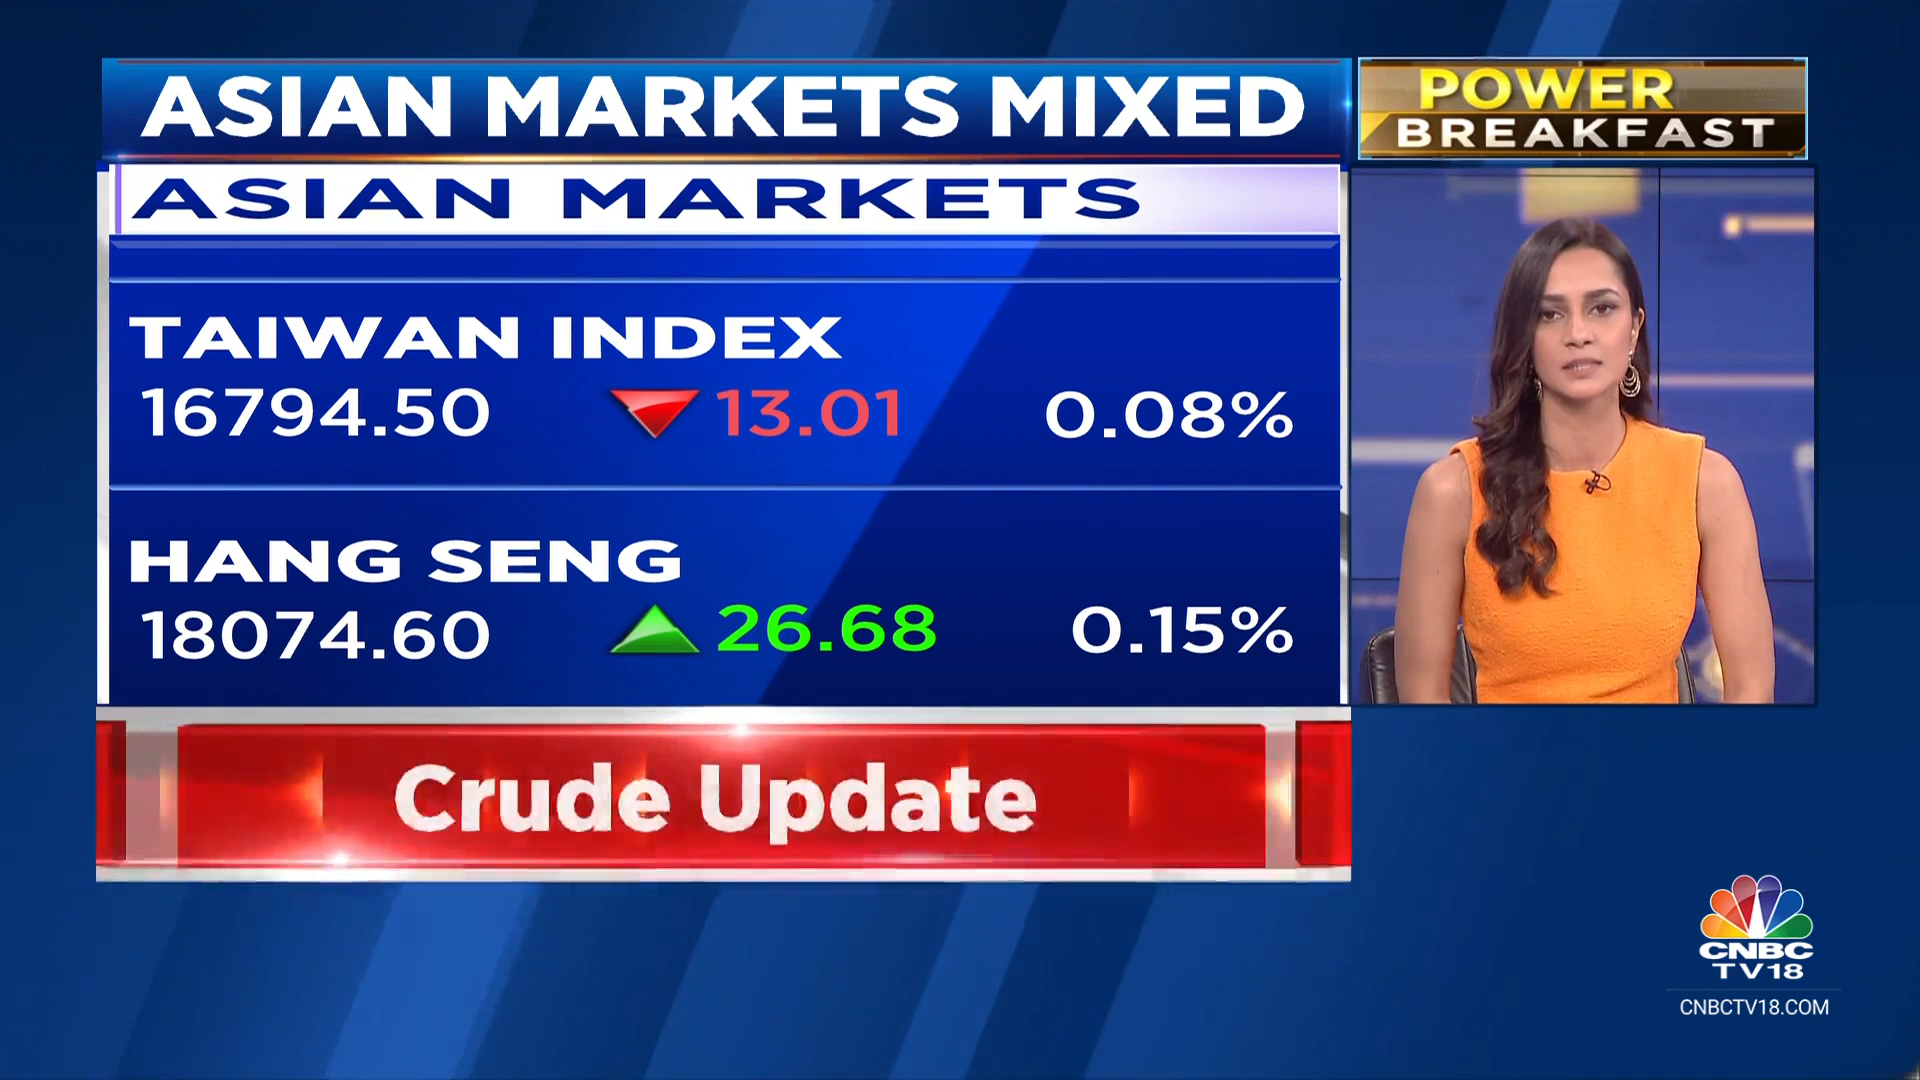 ASIAN MARKETS MIXED
POWER
BREAKFAST
ASIAN MARKETS
TAIWAN INDEX
16794.50 13.01 0.08%
HANG SENG
18074.60 26.68 0.15%
Crude Update
CNBC
TV18
CNBCTV18.COM